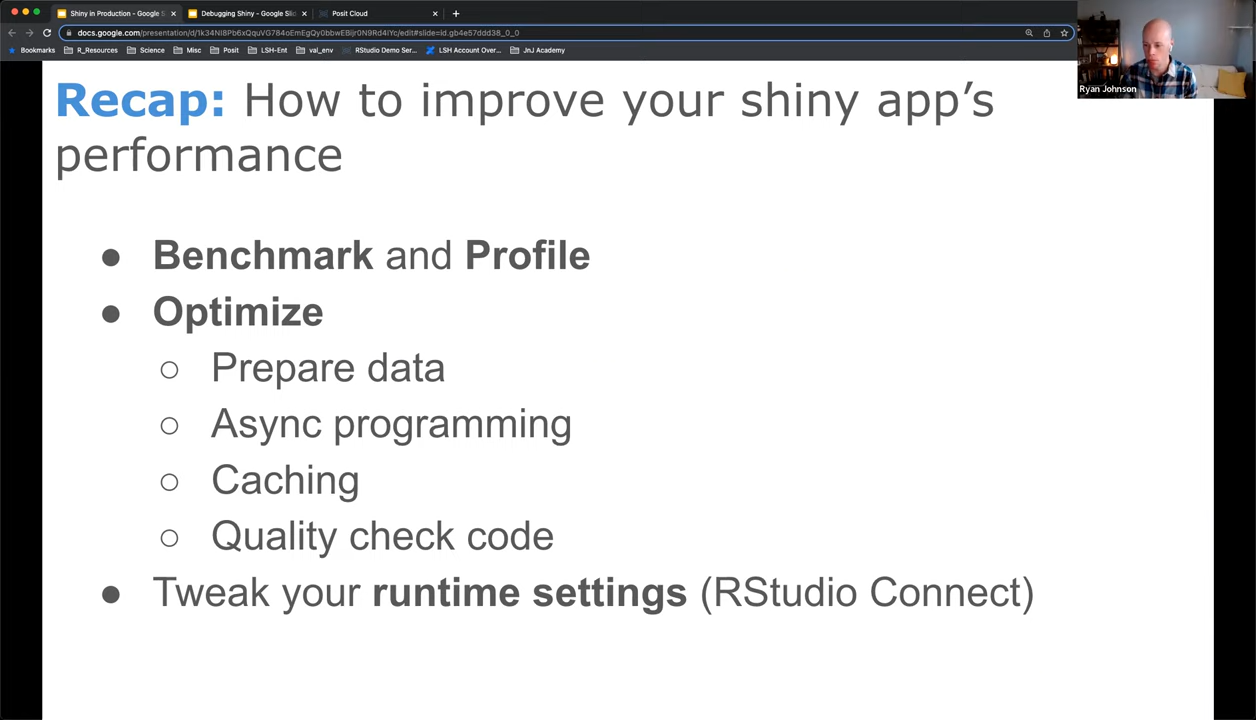 Shiny in Production - Google S
Debugging Shiny - Google Slid
Posit Cloud
docs.google.com/presentation/d/1k34NI8Pb6xQquVG784oEmEgQy0bbwEBijr0N9Rd4lYc/edit#slide=id.gb4e57ddd38_0_0
Bookmarks R_Resources Science Misc Posit LSH-Ent val_env RStudio Demo Ser... LSH Account Over... JnJ Academy
Ryan Johnson
Recap: How to improve your shiny app's
performance
● Benchmark and Profile
● Optimize
○ Prepare data
○ Async programming
○ Caching
○ Quality check code
● Tweak your runtime settings (RStudio Connect)